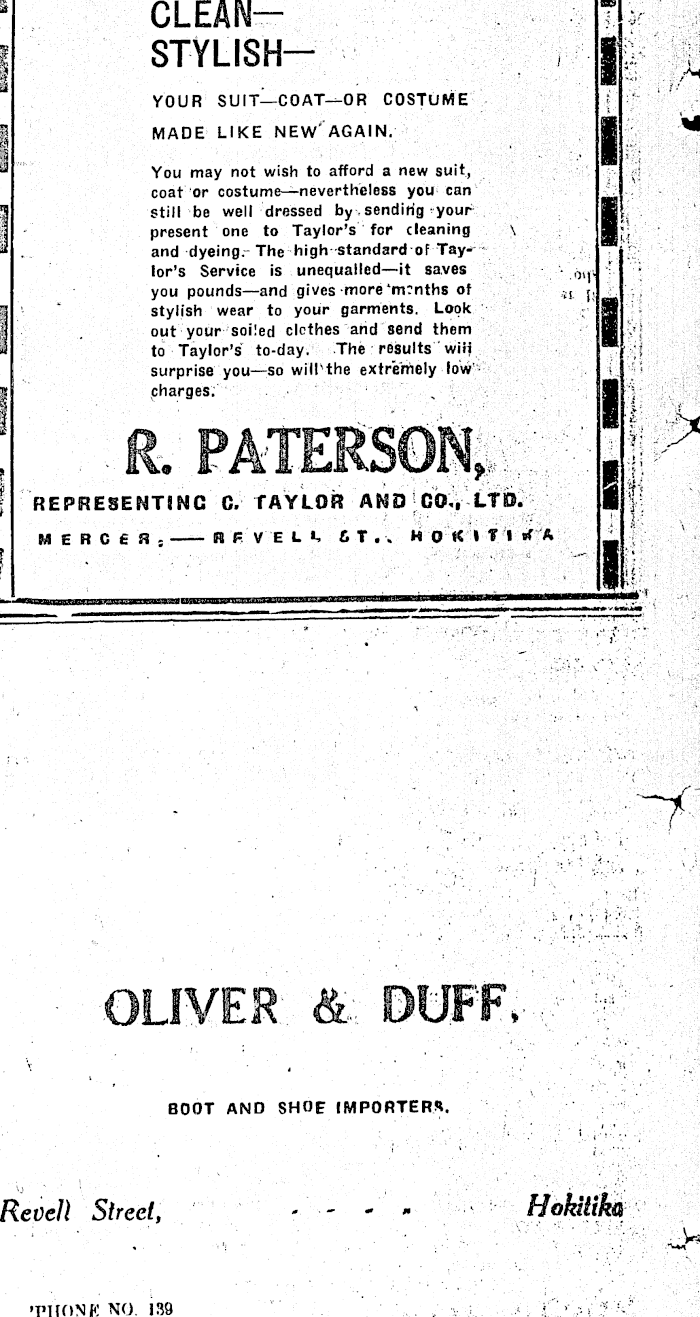 CLEAN—
STYLISH—
YOUR SUIT—COAT—OR COSTUME
MADE LIKE NEW AGAIN.
You may not wish to afford a new suit,
coat or costume—nevertheless you can
still be well dressed by sending your
present one to Taylor's for cleaning
and dyeing. The high standard of Tay-
lor's Service is unequalled—it saves
you pounds—and gives more months of
stylish wear to your garments. Look
out your soiled clothes and send them
to Taylor's to-day. The results will
surprise you—so will the extremely low
charges.
R. PATERSON,
REPRESENTING C. TAYLOR AND CO., LTD.
MERCER,—REVELL ST., HOKITIKA
OLIVER & DUFF,
BOOT AND SHOE IMPORTERS.
Revell Street, - - - - Hokitika
'PHONE NO. 139